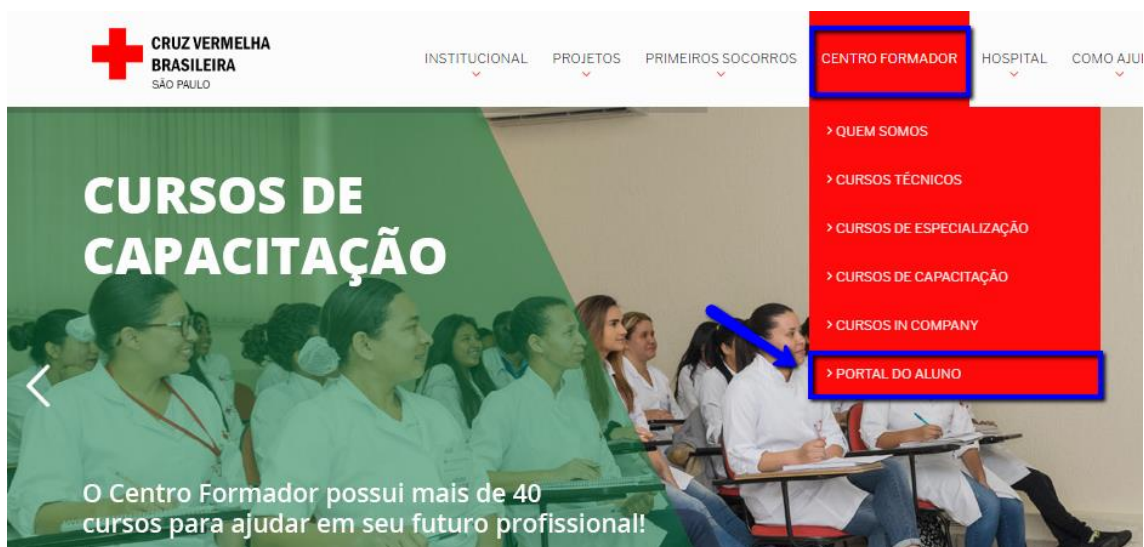 CRUZ VERMELHA
BRASILEIRA
SÃO PAULO
INSTITUCIONAL PROJETOS PRIMEIROS SOCORROS CENTRO FORMADOR HOSPITAL COMO AJU
> QUEM SOMOS
> CURSOS TÉCNICOS
> CURSOS DE ESPECIALIZAÇÃO
> CURSOS DE CAPACITAÇÃO
> CURSOS IN COMPANY
> PORTAL DO ALUNO
CURSOS DE
CAPACITAÇÃO
O Centro Formador possui mais de 40
cursos para ajudar em seu futuro profissional!